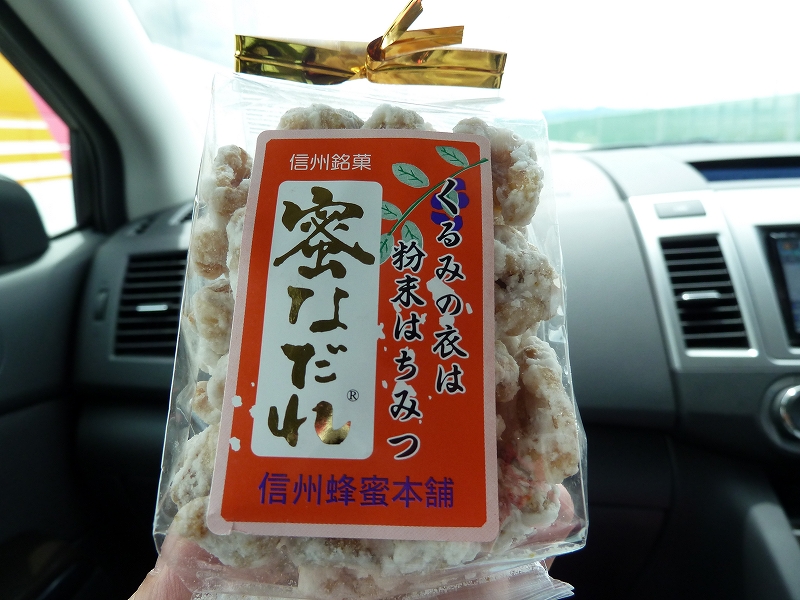 信州銘菓
くるみの衣は
粉末はちみつ
蜜なだれ®
信州蜂蜜本舗